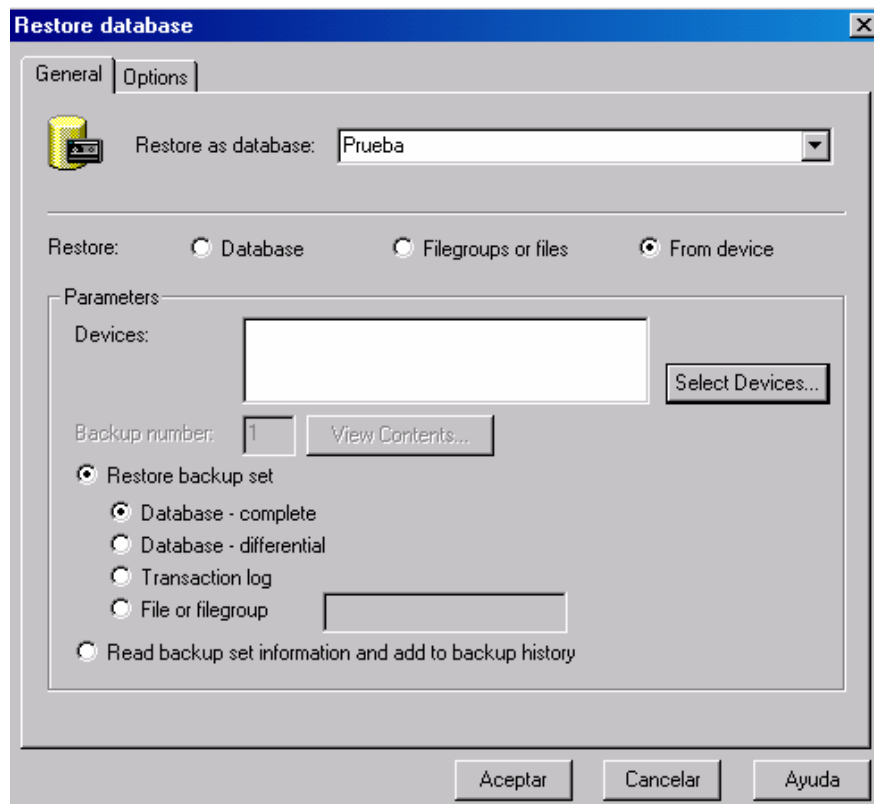 Restore database
General Options
Restore as database: Prueba
Restore: Database Filegroups or files From device
Parameters
Devices:
Select Devices...
Backup number: 1 View Contents...
Restore backup set
Database - complete
Database - differential
Transaction log
File or filegroup
Read backup set information and add to backup history
Aceptar Cancelar Ayuda